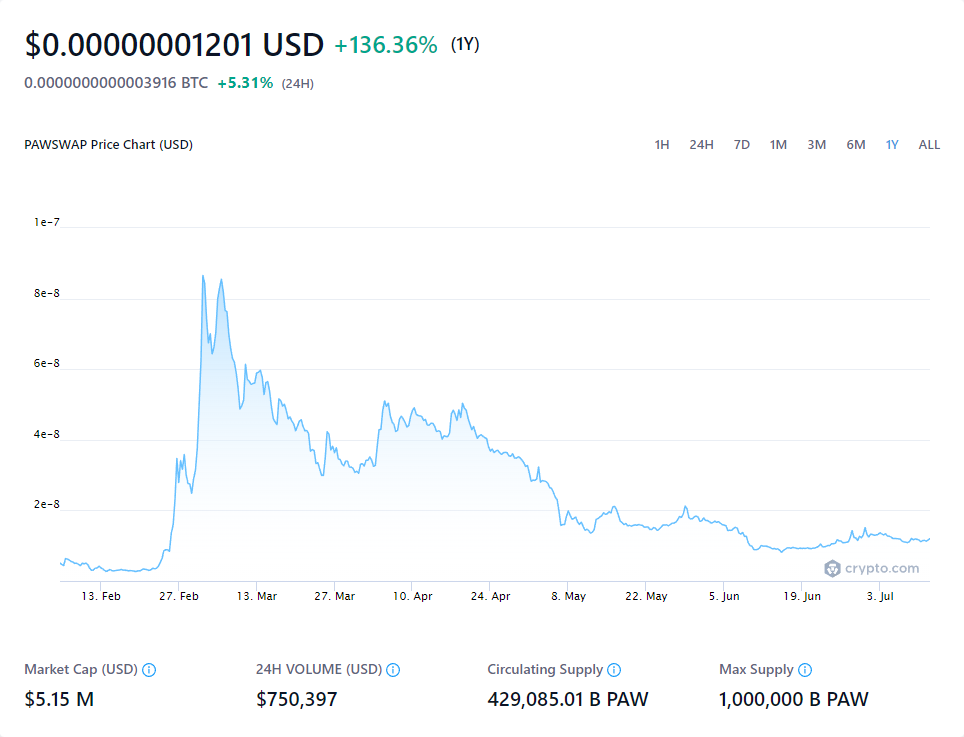 $0.00000001201 USD +136.36% (1Y)
0.0000000000003916 BTC +5.31% (24H)
PAWSWAP Price Chart (USD) 1H 24H 7D 1M 3M 6M 1Y ALL
1e-7
8e-8
6e-8
4e-8
2e-8
crypto.com
13. Feb 27. Feb 13. Mar 27. Mar 10. Apr 24. Apr 8. May 22. May 5. Jun 19. Jun 3. Jul
Market Cap (USD) 24H VOLUME (USD) Circulating Supply Max Supply
$5.15 M $750,397 429,085.01 B PAW 1,000,000 B PAW